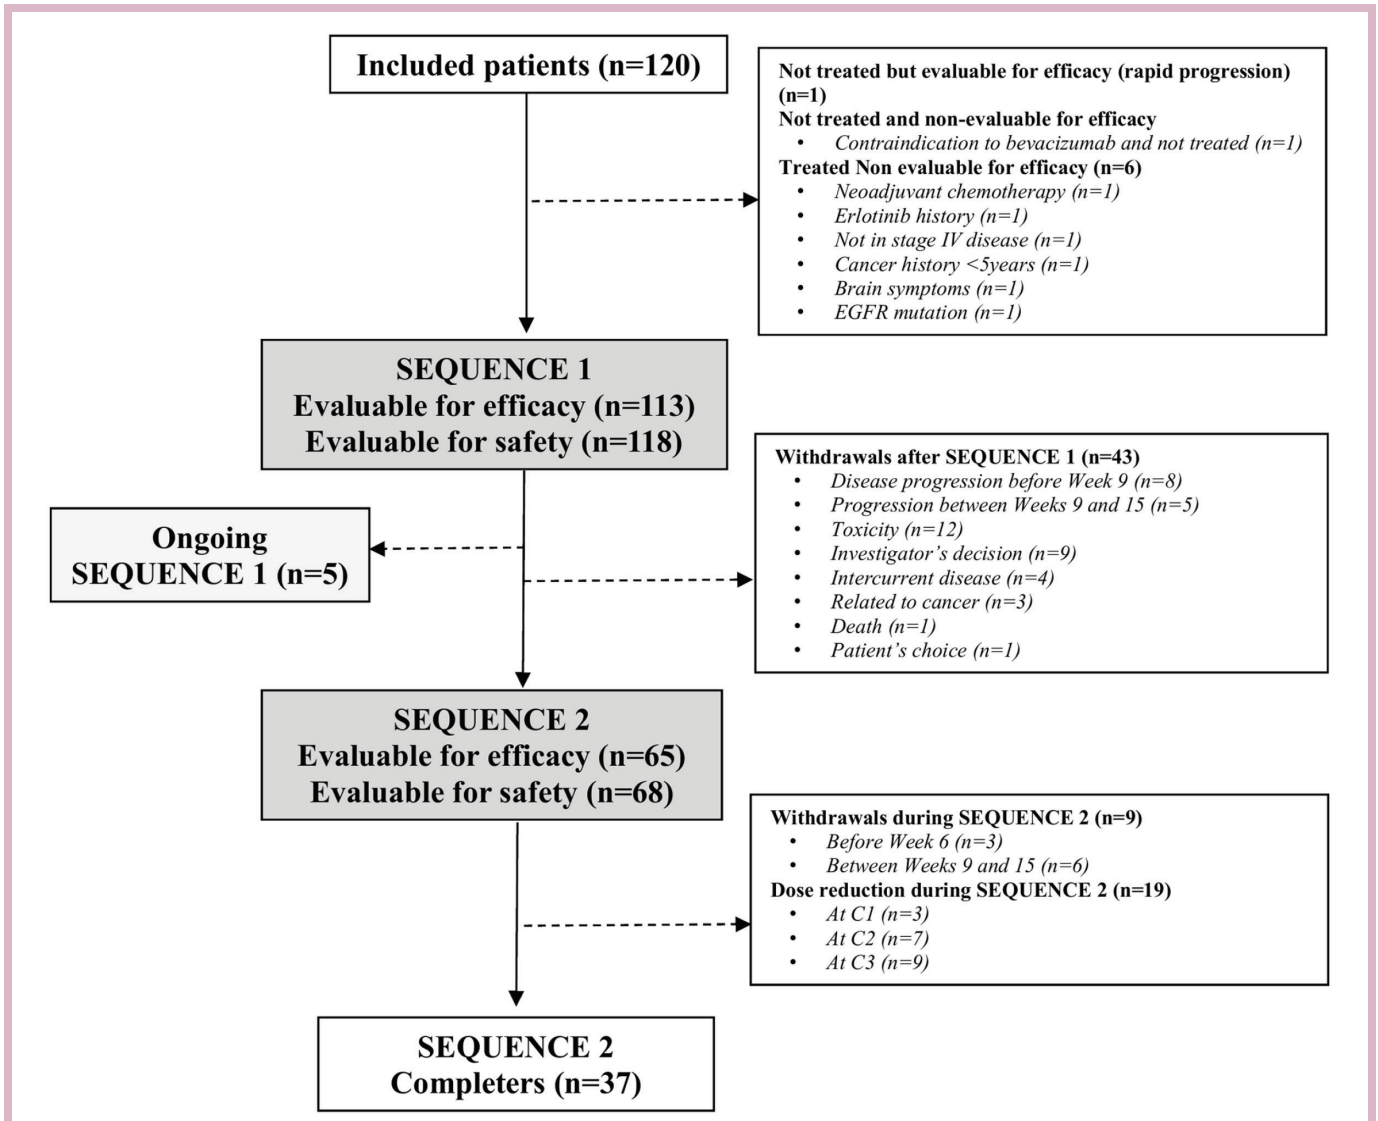 Included patients (n=120)
Not treated but evaluable for efficacy (rapid progression)
(n=1)
Not treated and non-evaluable for efficacy
• Contraindication to bevacizumab and not treated (n=1)
Treated Non evaluable for efficacy (n=6)
• Neoadjuvant chemotherapy (n=1)
• Erlotinib history (n=1)
• Not in stage IV disease (n=1)
• Cancer history <5years (n=1)
• Brain symptoms (n=1)
• EGFR mutation (n=1)
SEQUENCE 1
Evaluable for efficacy (n=113)
Evaluable for safety (n=118)
Withdrawals after SEQUENCE 1 (n=43)
• Disease progression before Week 9 (n=8)
• Progression between Weeks 9 and 15 (n=5)
• Toxicity (n=12)
• Investigator’s decision (n=9)
• Intercurrent disease (n=4)
• Related to cancer (n=3)
• Death (n=1)
• Patient’s choice (n=1)
Ongoing
SEQUENCE 1 (n=5)
SEQUENCE 2
Evaluable for efficacy (n=65)
Evaluable for safety (n=68)
Withdrawals during SEQUENCE 2 (n=9)
• Before Week 6 (n=3)
• Between Weeks 9 and 15 (n=6)
Dose reduction during SEQUENCE 2 (n=19)
• At C1 (n=3)
• At C2 (n=7)
• At C3 (n=9)
SEQUENCE 2
Completers (n=37)